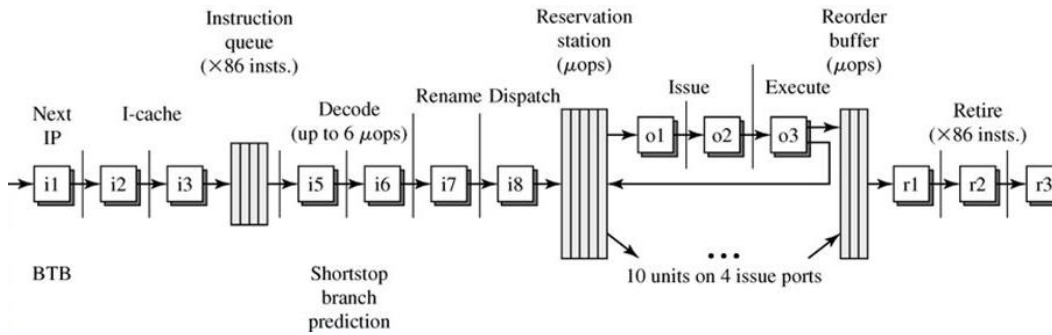 Instruction
queue
(×86 insts.)
Reservation
station
(μops)
Reorder
buffer
(μops)
Next
IP
I-cache
Decode
(up to 6 μops)
Rename
Dispatch
Issue
Execute
Retire
(×86 insts.)
i1
i2
i3
i5
i6
i7
i8
o1
o2
o3
r1
r2
r3
BTB
Shortstop
branch
prediction
10 units on 4 issue ports